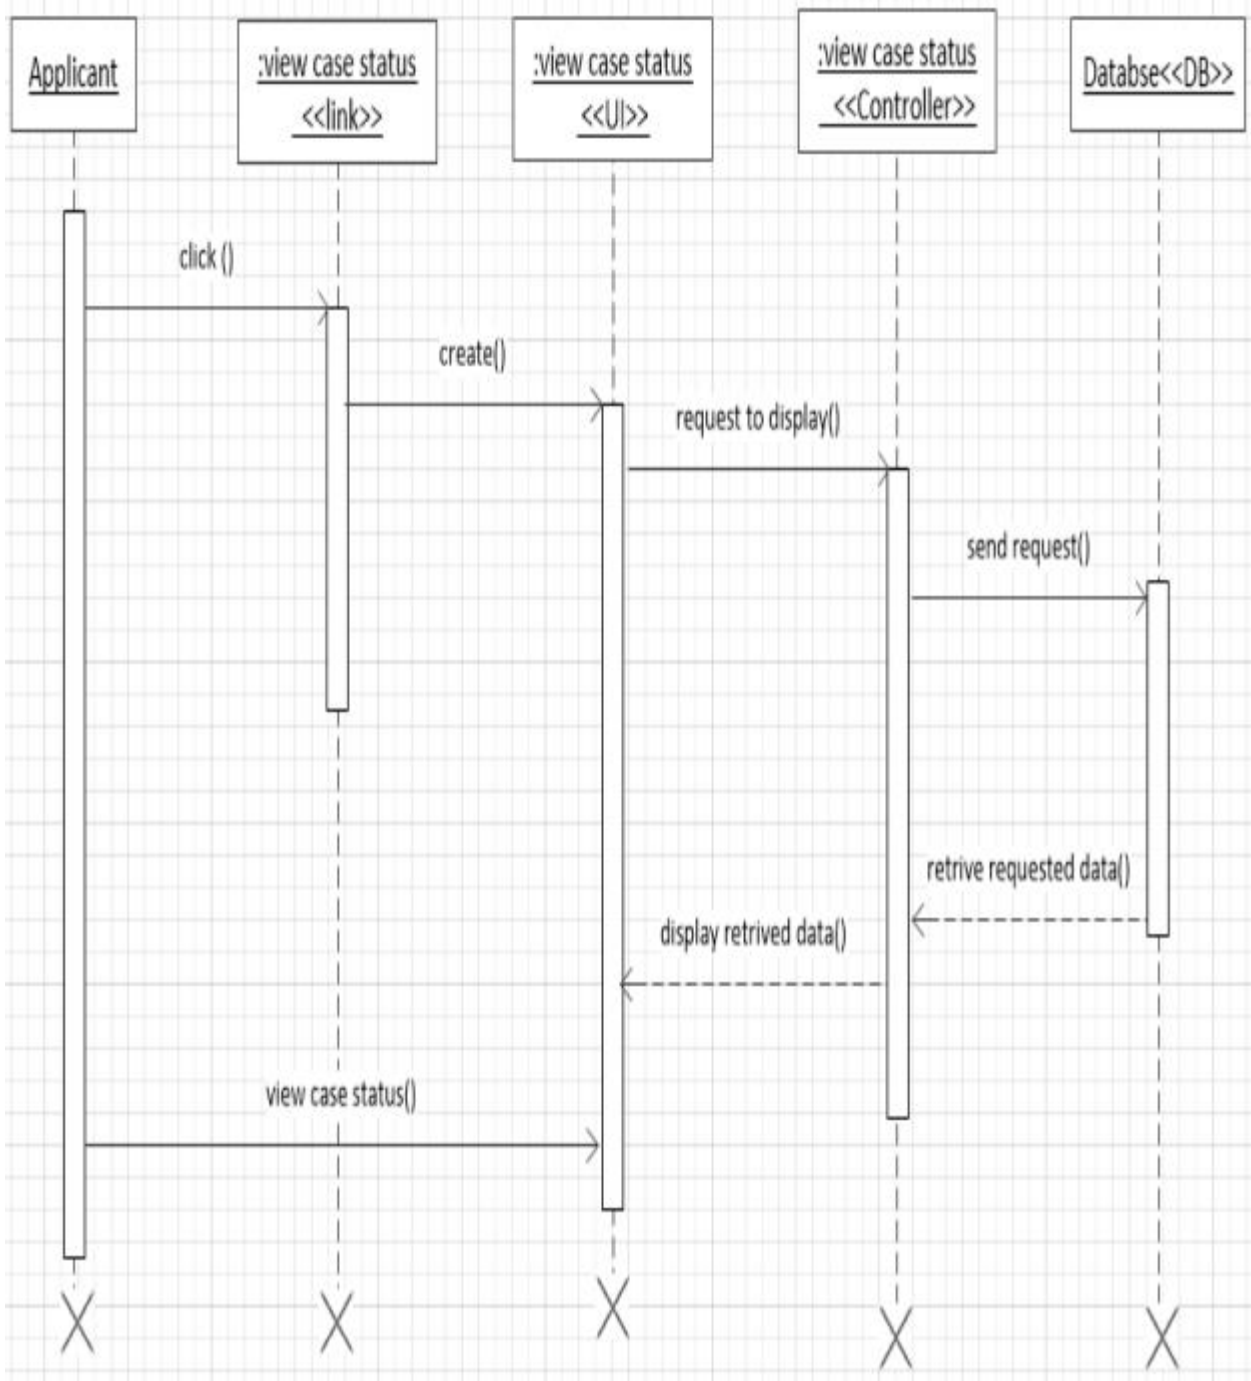 Applicant
:view case status
<<link>>
:view case status
<<UI>>
:view case status
<<Controller>>
Databse<<DB>>
click ()
create()
request to display()
send request()
retrive requested data()
display retrived data()
view case status()